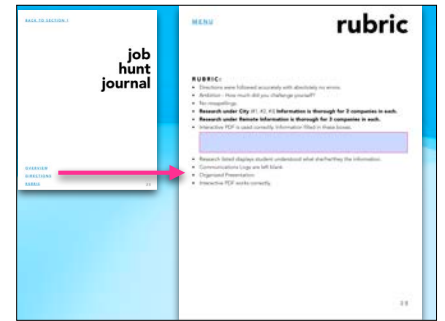 BACK TO SECTION 1
job
hunt
journal
OVERVIEW
DIRECTIONS
RUBRIC
MENU
rubric
RUBRIC:
• Directions were followed accurately with absolutely no errors.
• Ambition - How much did you challenge yourself?
• No misspellings.
• Research under City (#1, #2, #3) Information is thorough for 3 companies in each.
• Research under Remote Information is thorough for 3 companies in each.
• Interactive PDF is used correctly. Information filled in these boxes.
• Research listed displays student understood what she/he/they the information.
• Communications Logs are left blank.
• Organized Presentation
• Interactive PDF works correctly.